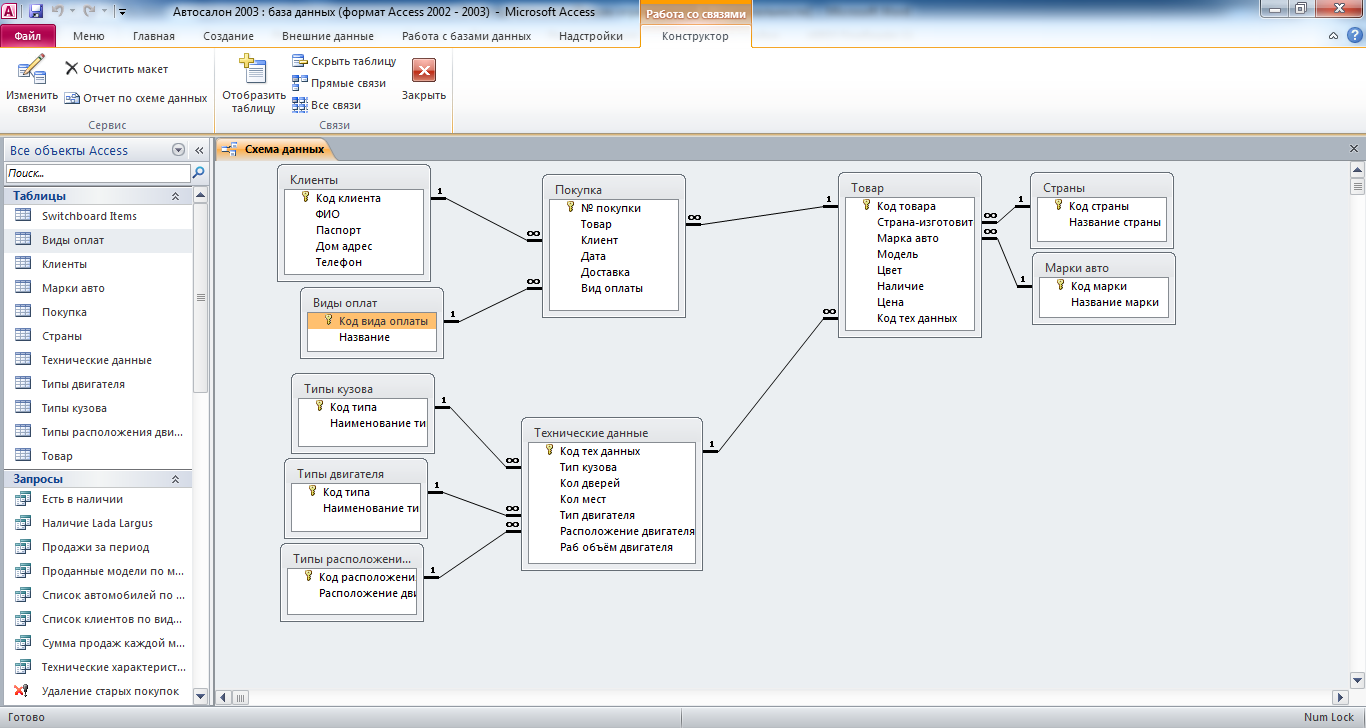 Автосалон 2003 : база данных (формат Access 2002 - 2003) - Microsoft Access
Работа со связями
Файл
Меню
Главная
Создание
Внешние данные
Работа с базами данных
Надстройки
Конструктор
Изменить связи
Очистить макет
Отчет по схеме данных
Сервис
Отобразить таблицу
Скрыть таблицу
Прямые связи
Все связи
Закрыть
Связи
Все объекты Access
Поиск...
Таблицы
Switchboard Items
Виды оплат
Клиенты
Марки авто
Покупка
Страны
Технические данные
Типы двигателя
Типы кузова
Типы расположения дви...
Товар
Запросы
Есть в наличии
Наличие Lada Largus
Продажи за период
Проданные модели по м...
Список автомобилей по ...
Список клиентов по вид...
Сумма продаж каждой м...
Технические характерист...
Удаление старых покупок
Схема данных
Клиенты
Код клиента
ФИО
Паспорт
Дом адрес
Телефон
1
∞
Виды оплат
Код вида оплаты
Название
1
∞
Покупка
№ покупки
Товар
Клиент
Дата
Доставка
Вид оплаты
∞
1
Товар
Код товара
Страна-изготовит
Марка авто
Модель
Цвет
Наличие
Цена
Код тех данных
∞
1
∞
1
∞
Страны
Код страны
Название страны
Марки авто
Код марки
Название марки
Типы кузова
Код типа
Наименование ти
1
∞
Типы двигателя
Код типа
Наименование ти
1
∞
Типы расположени...
Код расположени
Расположение дви
1
∞
Технические данные
Код тех данных
Тип кузова
Кол дверей
Кол мест
Тип двигателя
Расположение двигателя
Раб объём двигателя
1
Готово
Num Lock